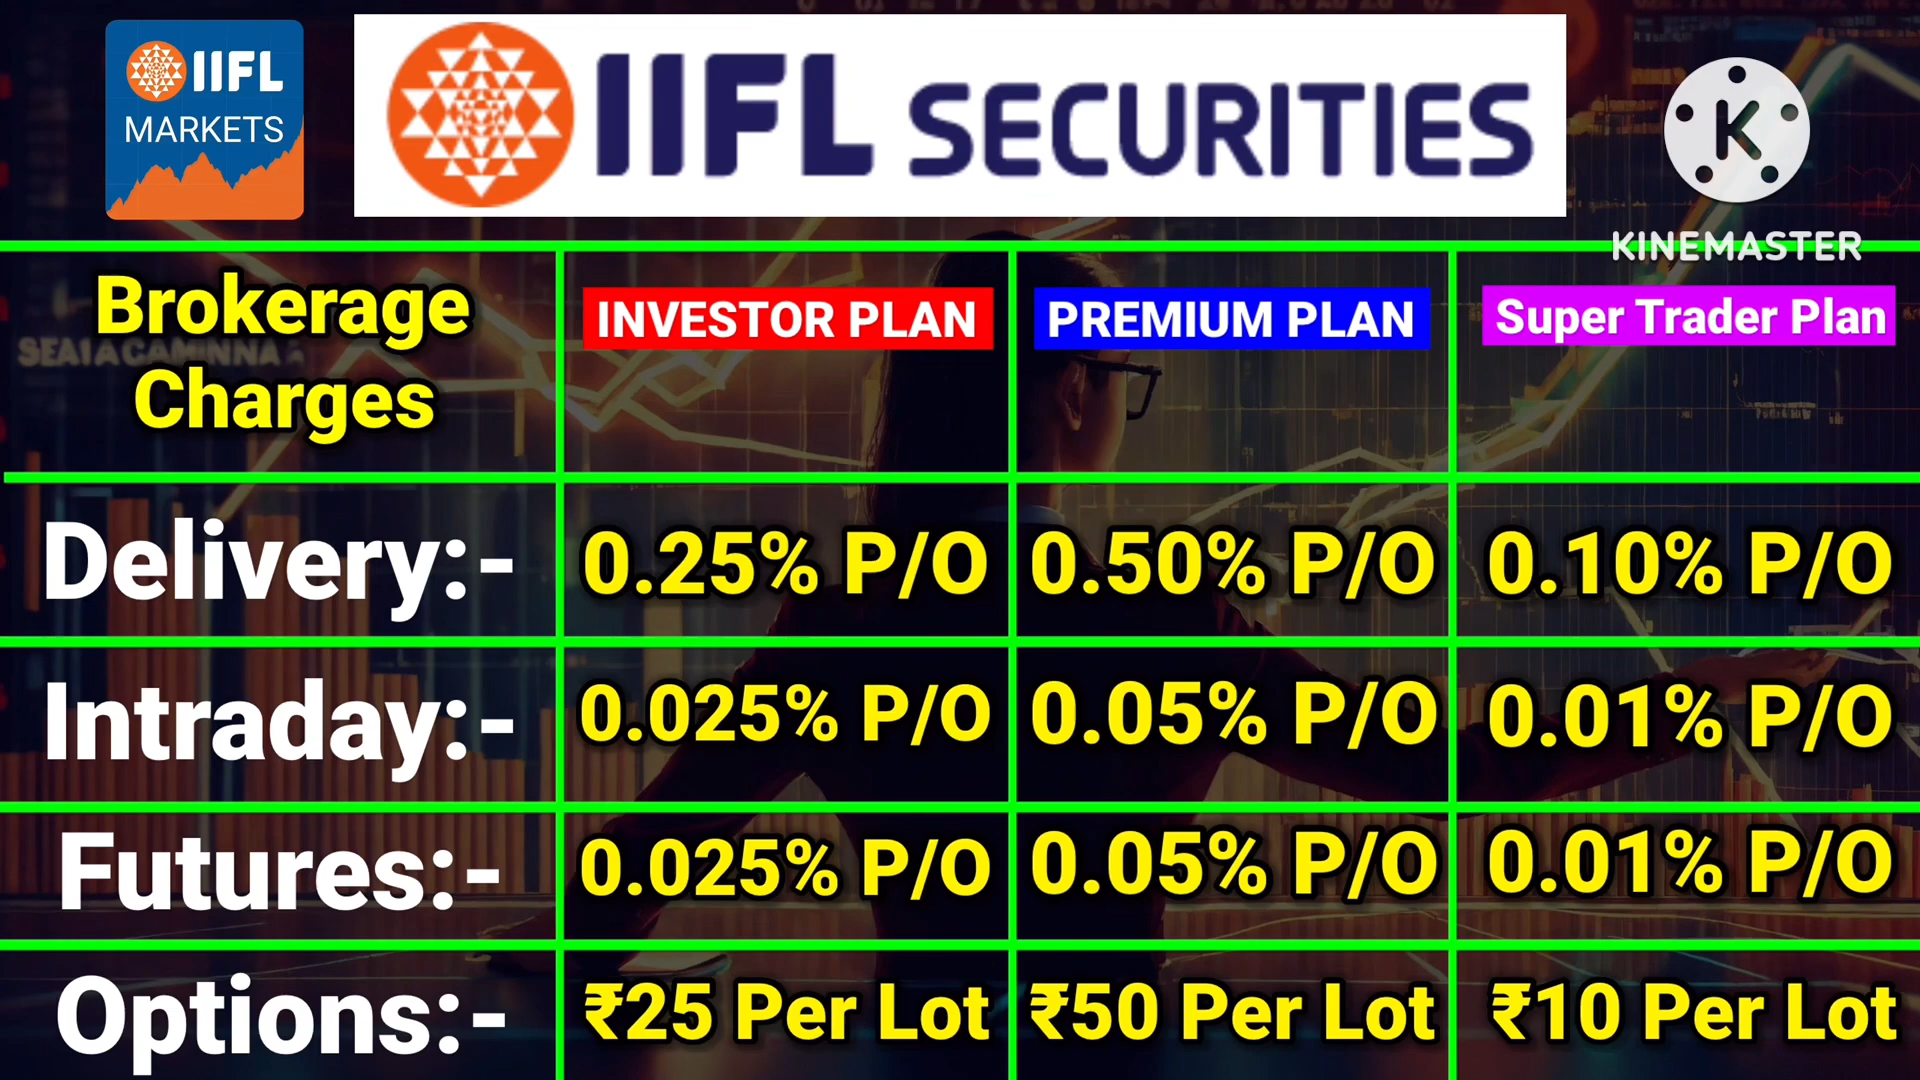 IIFL
MARKETS
IIFL SECURITIES
K
KINEMASTER
Brokerage
Charges
INVESTOR PLAN
PREMIUM PLAN
Super Trader Plan
Delivery:-
0.25% P/O
0.50% P/O
0.10% P/O
Intraday:-
0.025% P/O
0.05% P/O
0.01% P/O
Futures:-
0.025% P/O
0.05% P/O
0.01% P/O
Options:-
₹25 Per Lot
₹50 Per Lot
₹10 Per Lot